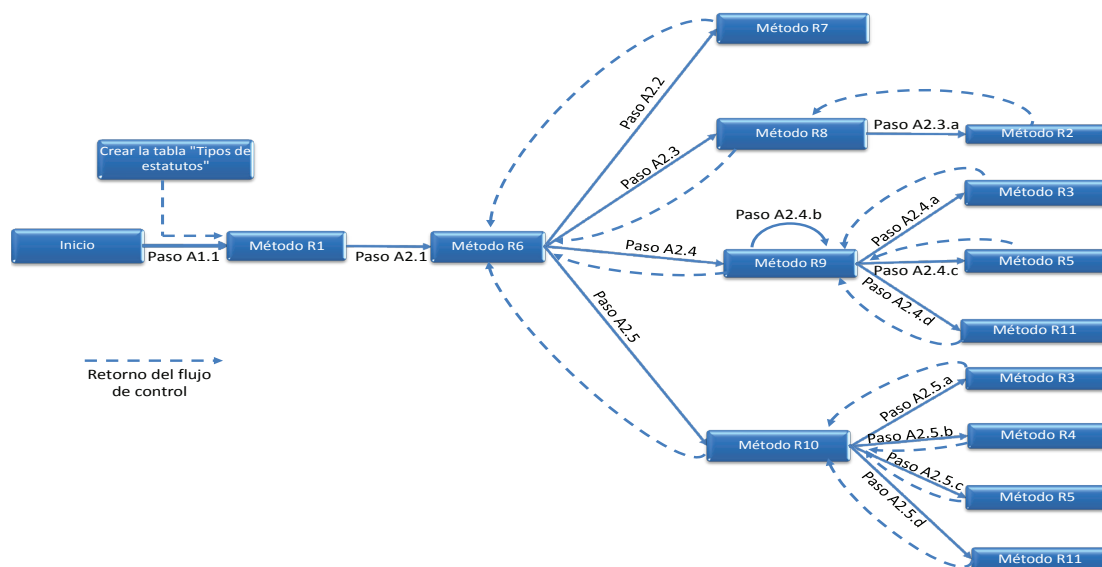 Método R7
Paso A2.2
Método R8
Paso A2.3.a
Método R2
Crear la tabla "Tipos de
estatutos"
Paso A2.3
Método R3
Paso A2.4.a
Paso A2.4.b
Inicio
Paso A1.1
Método R1
Paso A2.1
Método R6
Paso A2.4
Método R9
Método R5
Paso A2.4.c
Paso A2.4.d
Método R11
Paso A2.5
Retorno del flujo
de control
Método R3
Paso A2.5.a
Método R10
Paso A2.5.b
Método R4
Paso A2.5.c
Método R5
Paso A2.5.d
Método R11